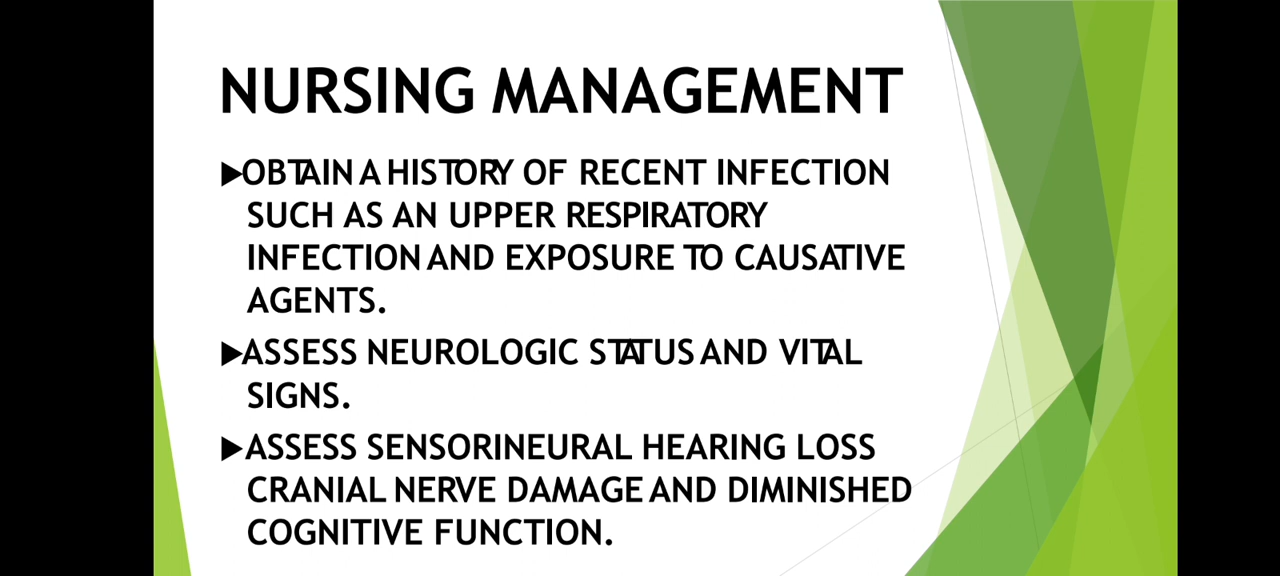 NURSING MANAGEMENT
▶OBTAIN A HISTORY OF RECENT INFECTION
SUCH AS AN UPPER RESPIRATORY
INFECTION AND EXPOSURE TO CAUSATIVE
AGENTS.
▶ASSESS NEUROLOGIC STATUS AND VITAL
SIGNS.
▶ASSESS SENSORINEURAL HEARING LOSS
CRANIAL NERVE DAMAGE AND DIMINISHED
COGNITIVE FUNCTION.